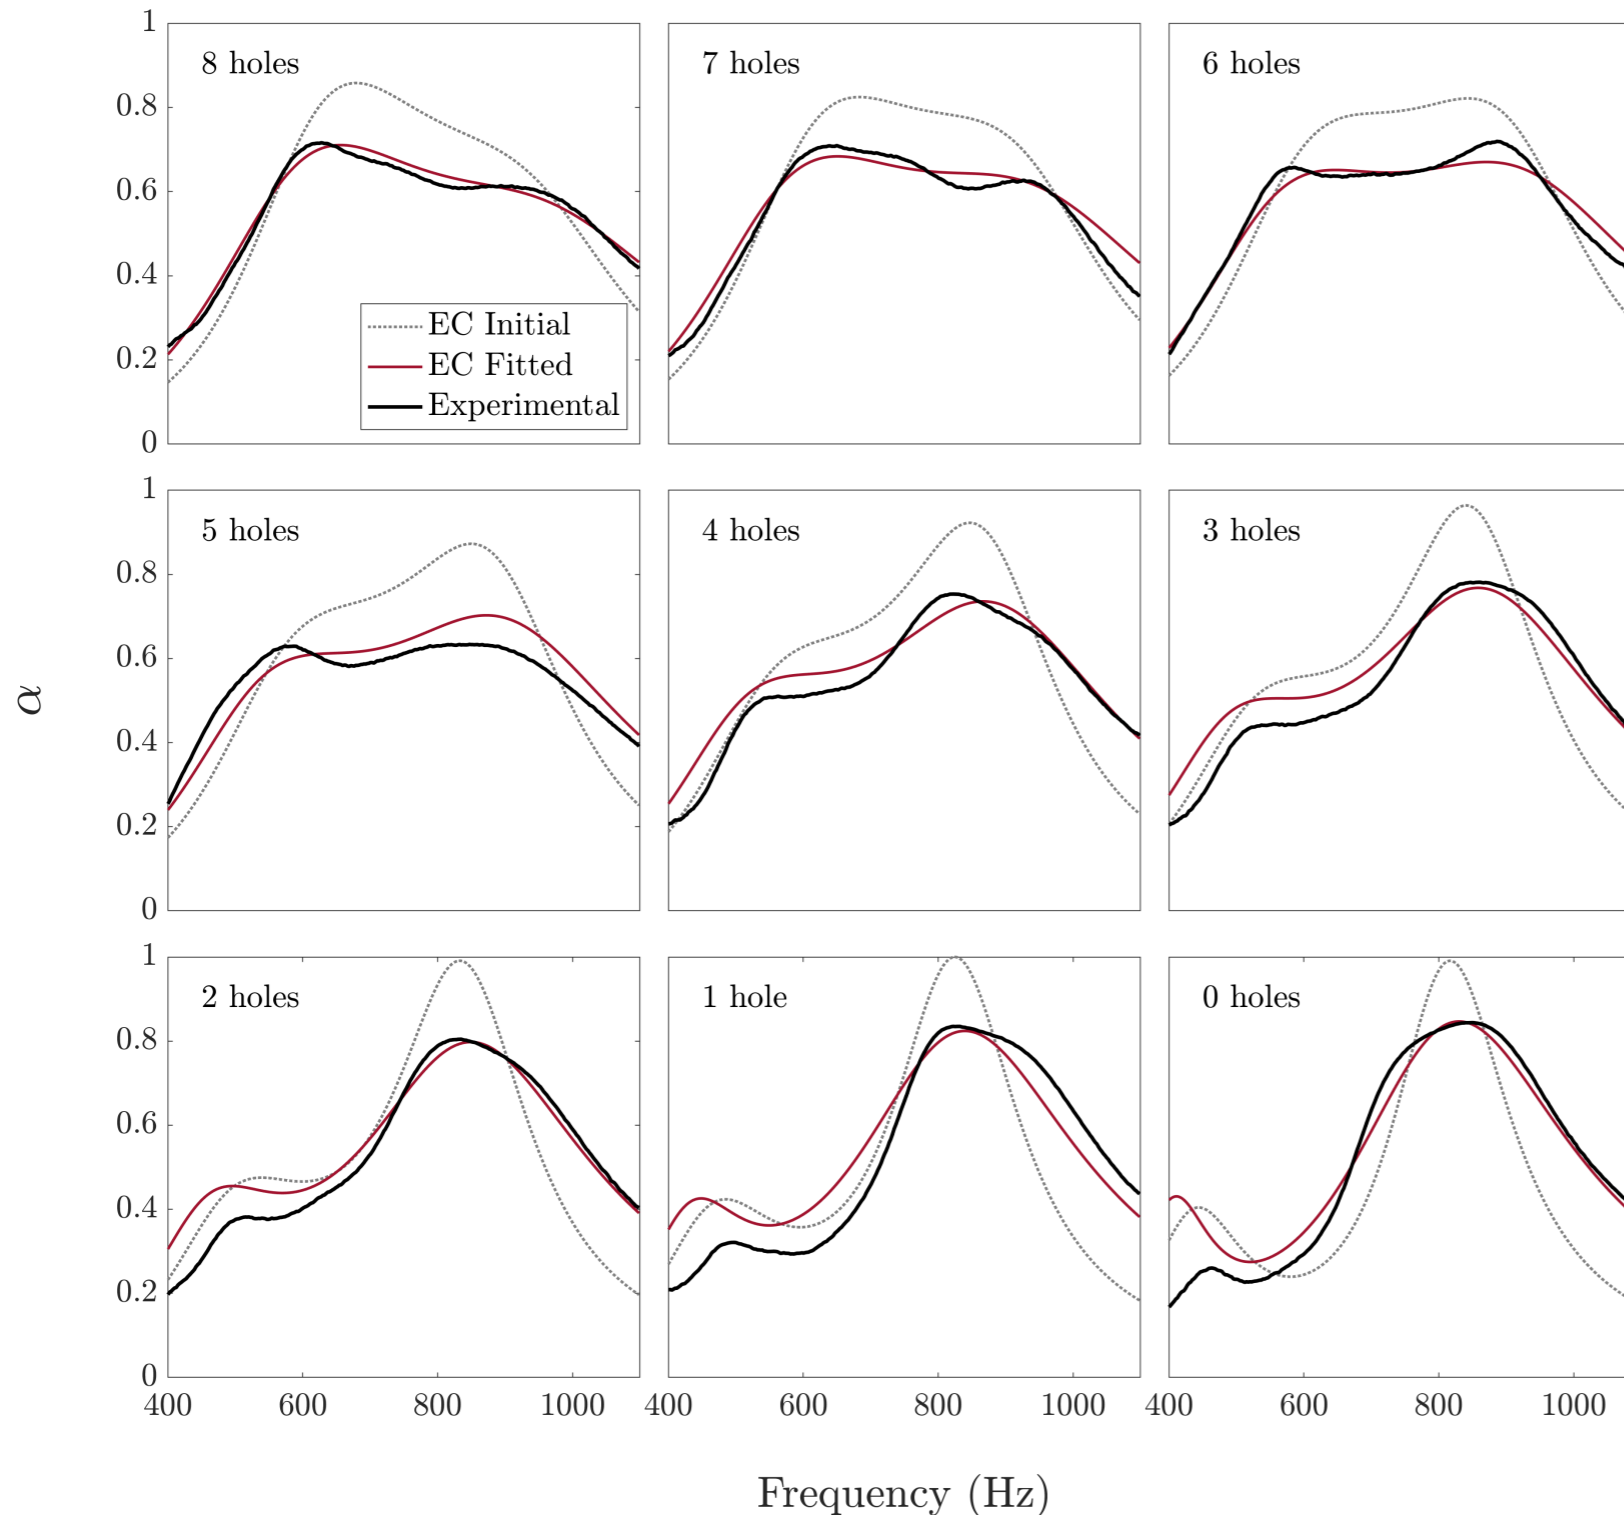 1
0.8
0.6
0.4
0.2
0
8 holes
7 holes
6 holes
EC Initial
EC Fitted
Experimental
1
0.8
0.6
0.4
0.2
0
5 holes
4 holes
3 holes
α
1
0.8
0.6
0.4
0.2
0
2 holes
1 hole
0 holes
400 600 800 1000
400 600 800 1000
400 600 800 1000
Frequency (Hz)